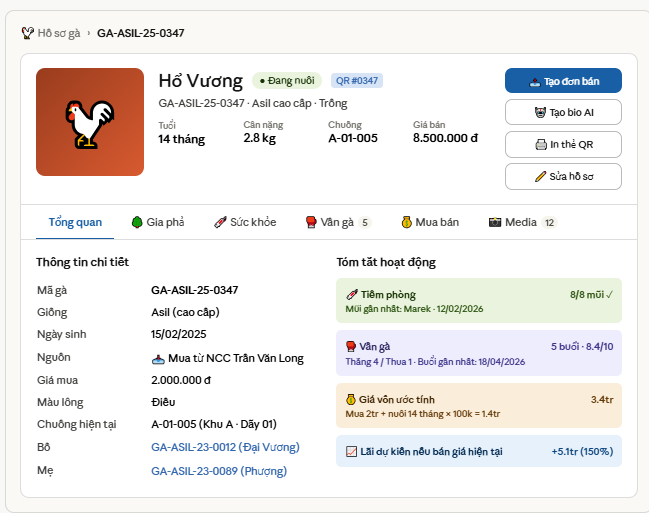 Hồ sơ gà › GA-ASIL-25-0347
Hổ Vương
• Đang nuôi
QR #0347
GA-ASIL-25-0347 · Asil cao cấp · Trống
Tuổi
14 tháng
Cân nặng
2.8 kg
Chuồng
A-01-005
Giá bán
8.500.000 đ
Tạo đơn bán
Tạo bio AI
In thẻ QR
Sửa hồ sơ
Tổng quan
Gia phả
Sức khỏe
Vần gà 5
Mua bán
Media 12
Thông tin chi tiết
Mã gà GA-ASIL-25-0347
Giống Asil (cao cấp)
Ngày sinh 15/02/2025
Nguồn Mua từ NCC Trần Văn Long
Giá mua 2.000.000 đ
Màu lông Điều
Chuồng hiện tại A-01-005 (Khu A · Dãy 01)
Bố GA-ASIL-23-0012 (Đại Vương)
Mẹ GA-ASIL-23-0089 (Phượng)
Tóm tắt hoạt động
Tiêm phòng 8/8 mũi ✓
Mũi gần nhất: Marek · 12/02/2026
Vần gà 5 buổi · 8.4/10
Thắng 4 / Thua 1 · Buổi gần nhất: 18/04/2026
Giá vốn ước tính 3.4tr
Mua 2tr + nuôi 14 tháng × 100k = 1.4tr
Lãi dự kiến nếu bán giá hiện tại +5.1tr (150%)